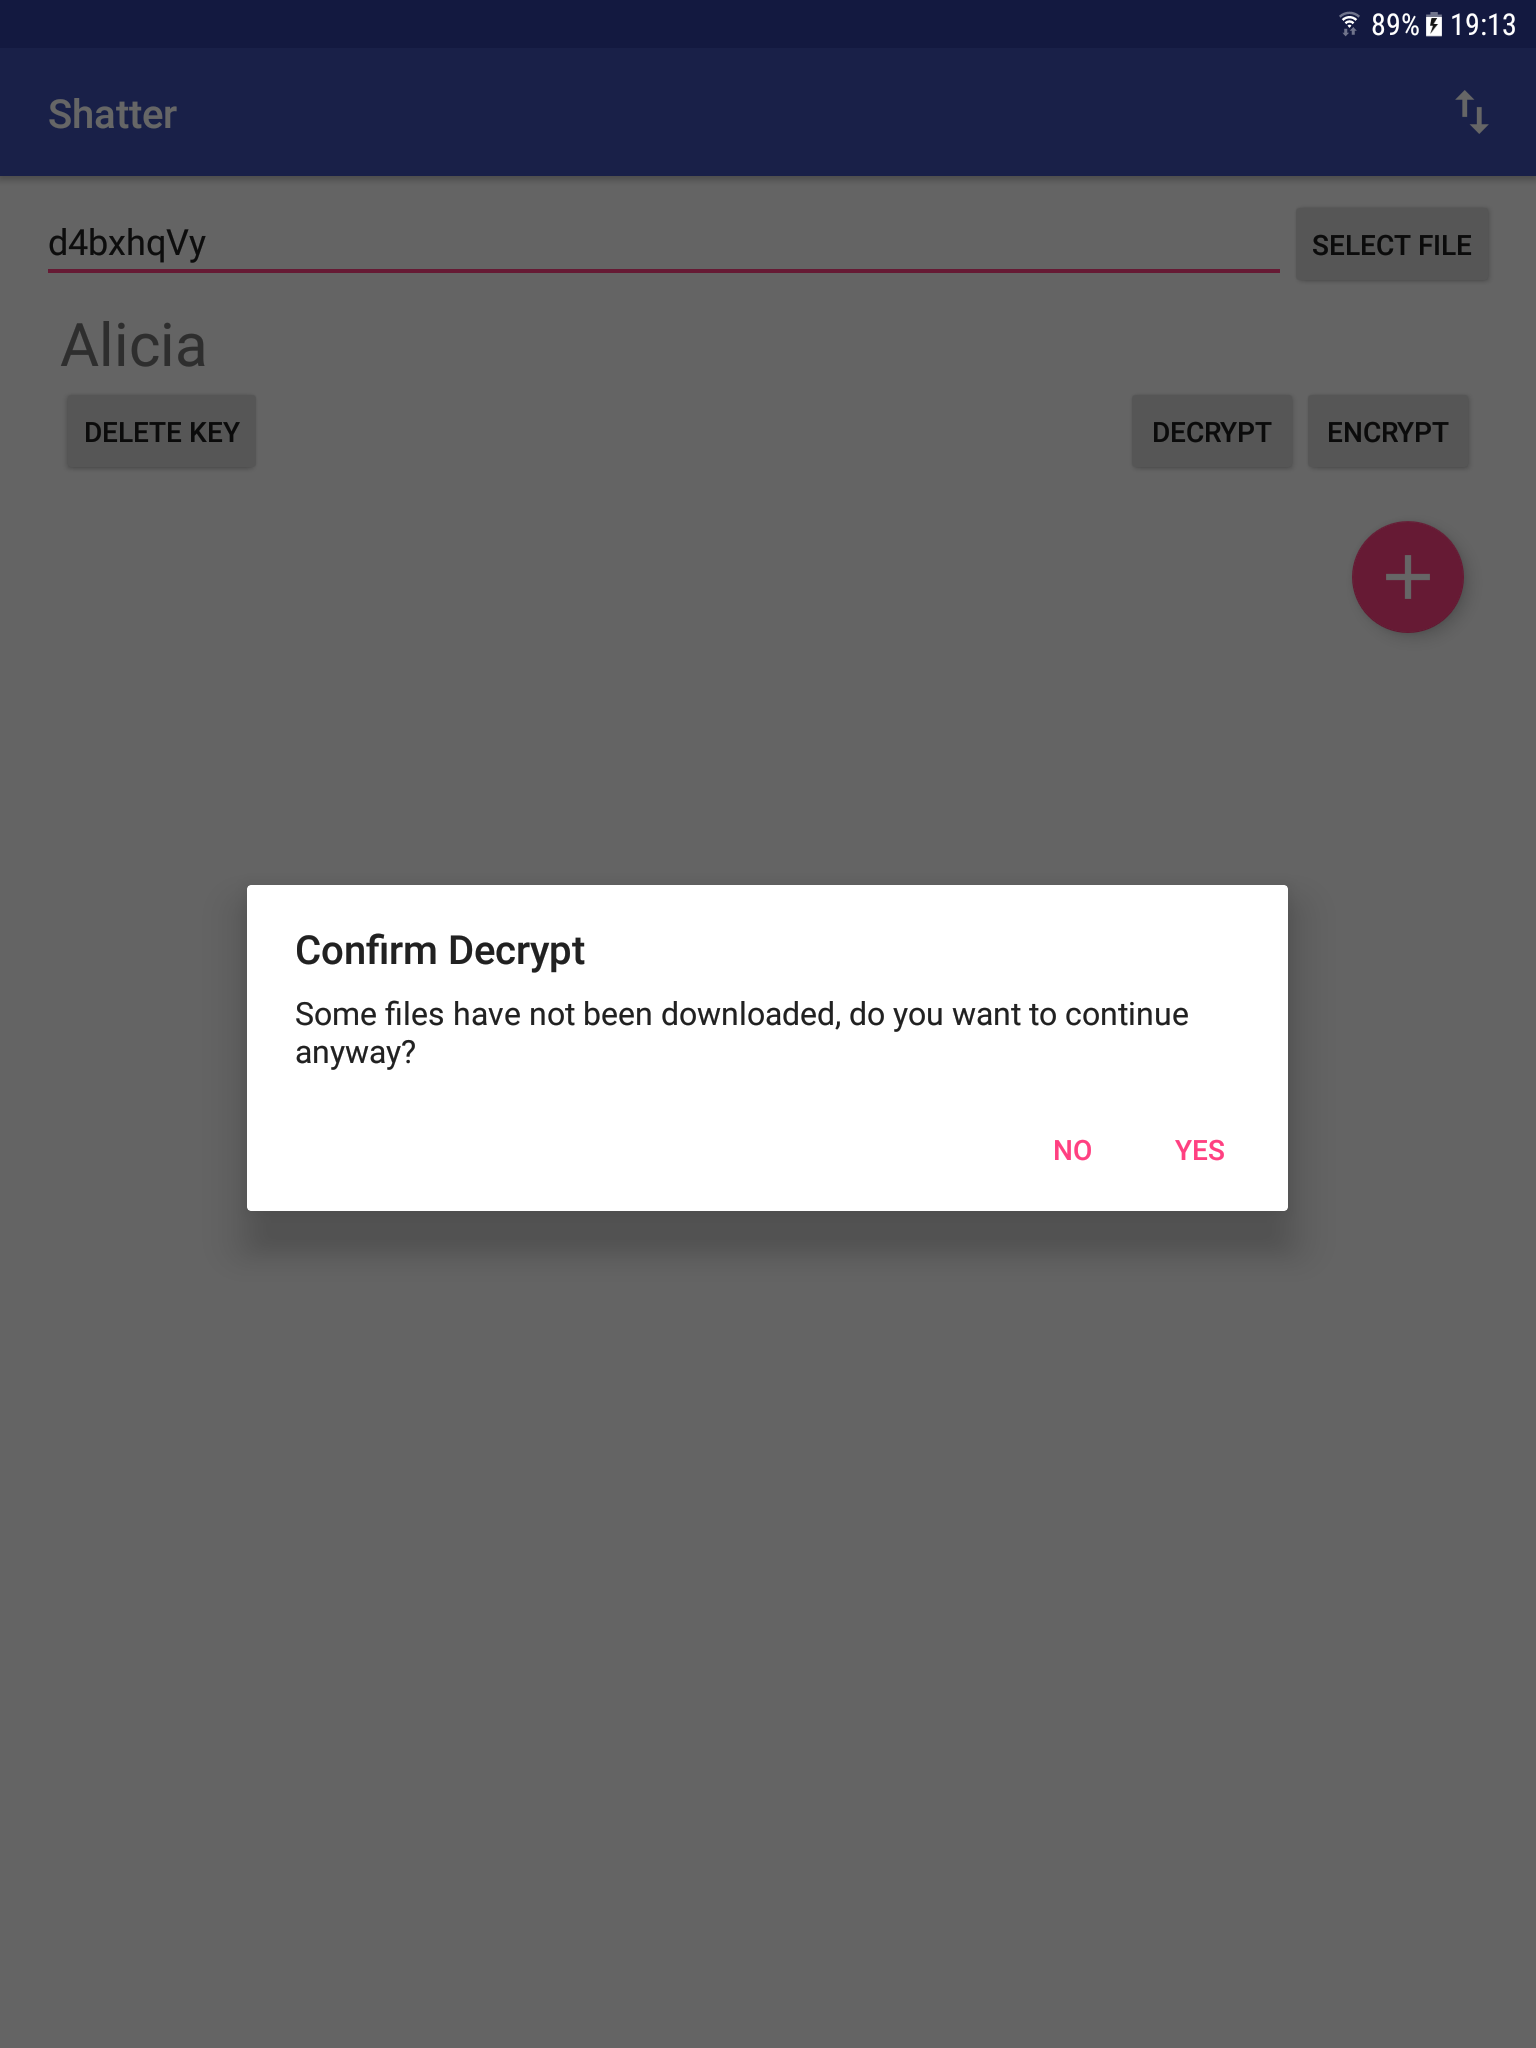 89% 19:13
Shatter
d4bxhqVy
SELECT FILE
Alicia
DELETE KEY
DECRYPT
ENCRYPT
Confirm Decrypt
Some files have not been downloaded, do you want to continue
anyway?
NO
YES